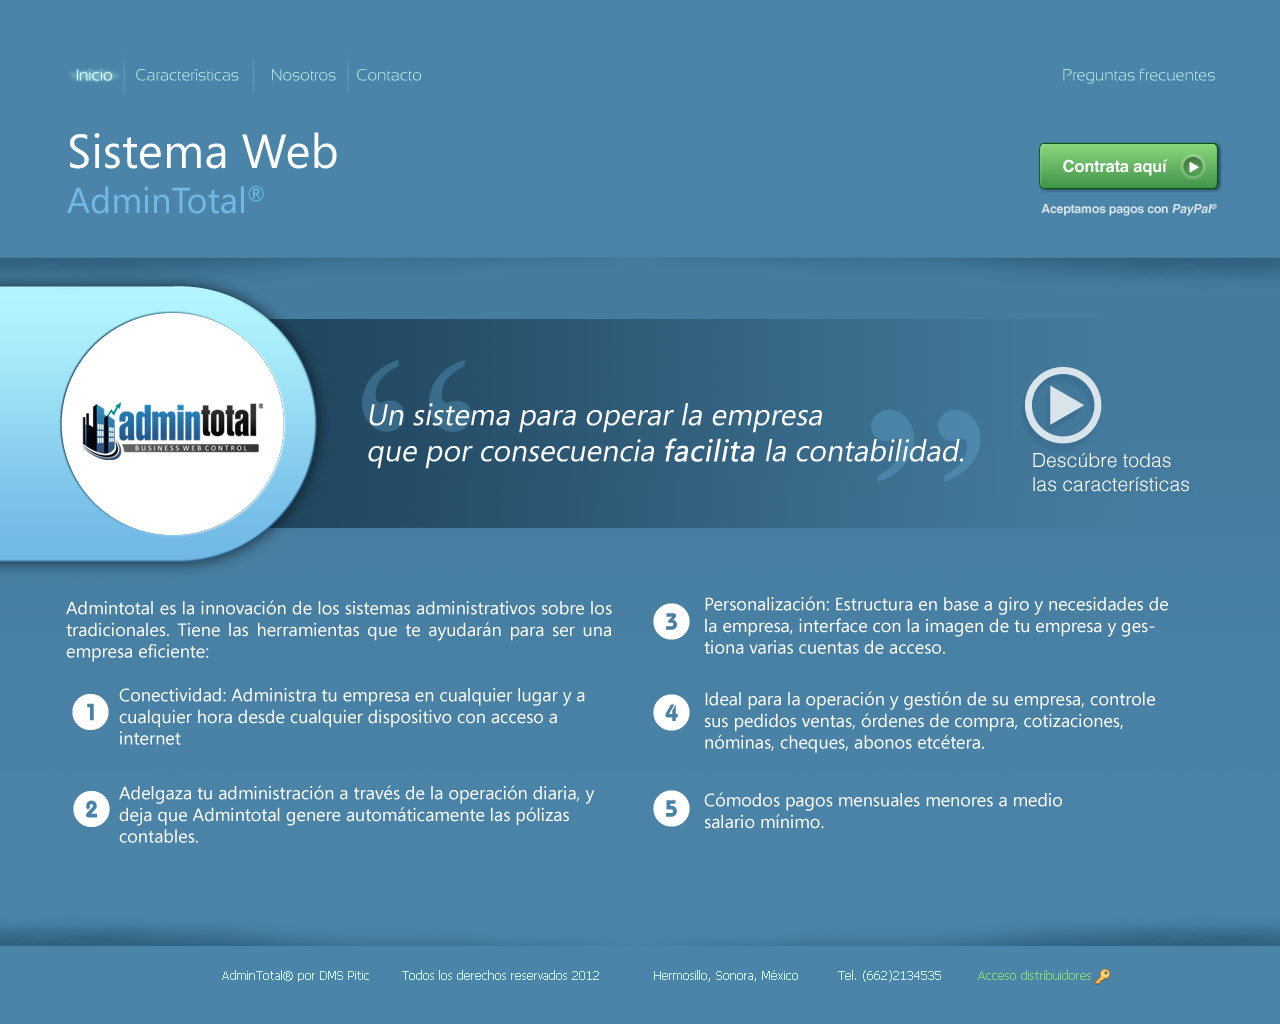 Inicio
Características
Nosotros
Contacto
Preguntas frecuentes
Sistema Web
AdminTotal®
Contrata aquí
Aceptamos pagos con PayPal®
admintotal®
BUSINESS WEB CONTROL
“Un sistema para operar la empresa
que por consecuencia facilita la contabilidad.”
Descúbre todas
las características
Admintotal es la innovación de los sistemas administrativos sobre los
tradicionales. Tiene las herramientas que te ayudarán para ser una
empresa eficiente:
1 Conectividad: Administra tu empresa en cualquier lugar y a
cualquier hora desde cualquier dispositivo con acceso a
internet
2 Adelgaza tu administración a través de la operación diaria, y
deja que Admintotal genere automáticamente las pólizas
contables.
3 Personalización: Estructura en base a giro y necesidades de
la empresa, interface con la imagen de tu empresa y ges-
tiona varias cuentas de acceso.
4 Ideal para la operación y gestión de su empresa, controle
sus pedidos ventas, órdenes de compra, cotizaciones,
nóminas, cheques, abonos etcétera.
5 Cómodos pagos mensuales menores a medio
salario mínimo.
AdminTotal® por DMS Pitic
Todos los derechos reservados 2012
Hermosillo, Sonora, México
Tel. (662)2134535
Acceso distribuidores